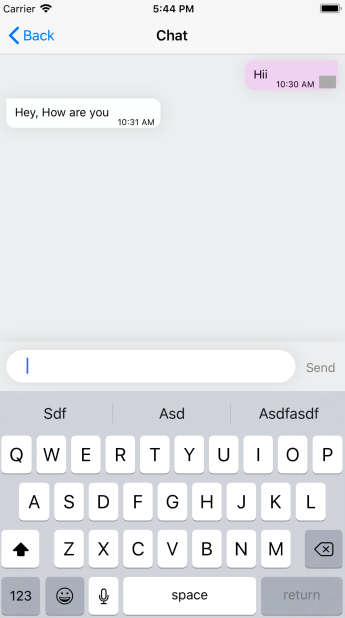 Carrier 5:44 PM
Back Chat
Hii
10:30 AM
Hey, How are you
10:31 AM
Send
Sdf Asd Asdfasdf
Q W E R T Y U I O P
A S D F G H J K L
Z X C V B N M
123 space return